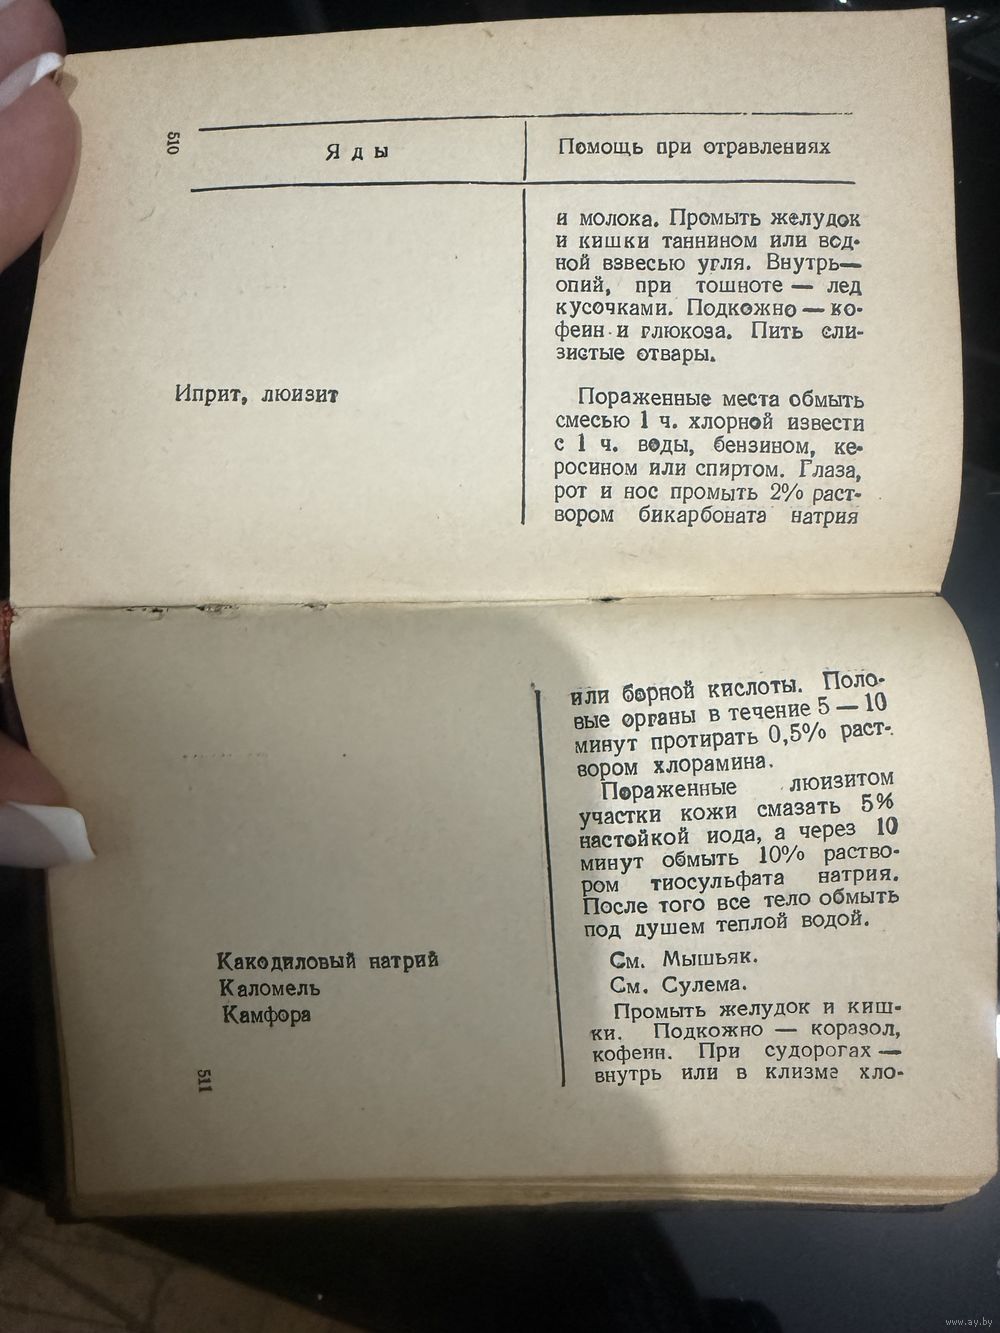 510
Яды
Помощь при отравлениях
и молока. Промыть желудок
и кишки таннином или вод-
ной взвесью угля. Внутрь—
опий, при тошноте — лед
кусочками. Подкожно — ко-
феин и глюкоза. Пить сли-
зистые отвары.
Иприт, люизит
Пораженные места обмыть
смесью 1 ч. хлорной извести
с 1 ч. воды, бензином, ке-
росином или спиртом. Глаза,
рот и нос промыть 2% раст-
вором бикарбоната натрия
или борной кислоты. Поло-
вые органы в течение 5 — 10
минут протирать 0,5% раст-
вором хлорамина.
Пораженные люизитом
участки кожи смазать 5%
настойкой иода, а через 10
минут обмыть 10% раство-
ром тиосульфата натрия.
После того все тело обмыть
под душем теплой водой.
Какодиловый натрий
См. Мышьяк.
Каломель
См. Сулема.
Камфора
Промыть желудок и киш-
ки. Подкожно — коразол,
кофеин. При судорогах —
внутрь или в клизме хло-
511
www.ay.by